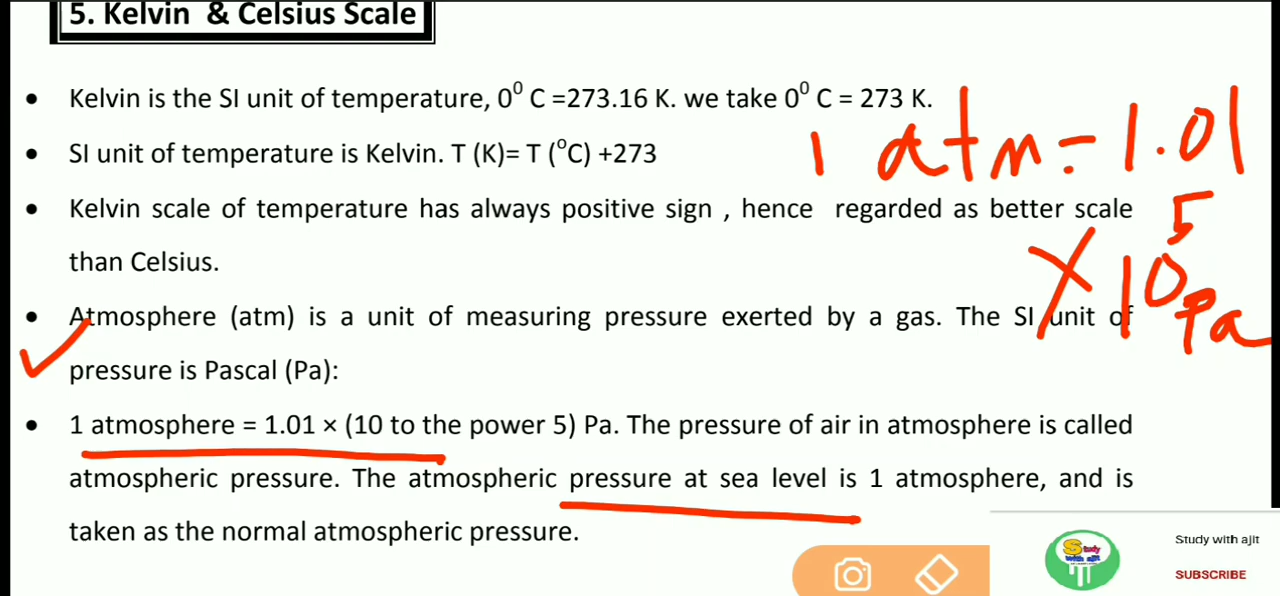 5. Kelvin & Celsius Scale
• Kelvin is the SI unit of temperature, 0⁰ C =273.16 K. we take 0⁰ C = 273 K.
1 atm = 1.01
• SI unit of temperature is Kelvin. T (K)= T (⁰C) +273
• Kelvin scale of temperature has always positive sign , hence regarded as better scale
than Celsius.
× 10⁵ Pa
• Atmosphere (atm) is a unit of measuring pressure exerted by a gas. The SI unit of
pressure is Pascal (Pa):
• 1 atmosphere = 1.01 × (10 to the power 5) Pa. The pressure of air in atmosphere is called
atmospheric pressure. The atmospheric pressure at sea level is 1 atmosphere, and is
taken as the normal atmospheric pressure.
Study with ajit
Study with ajit
SUBSCRIBE